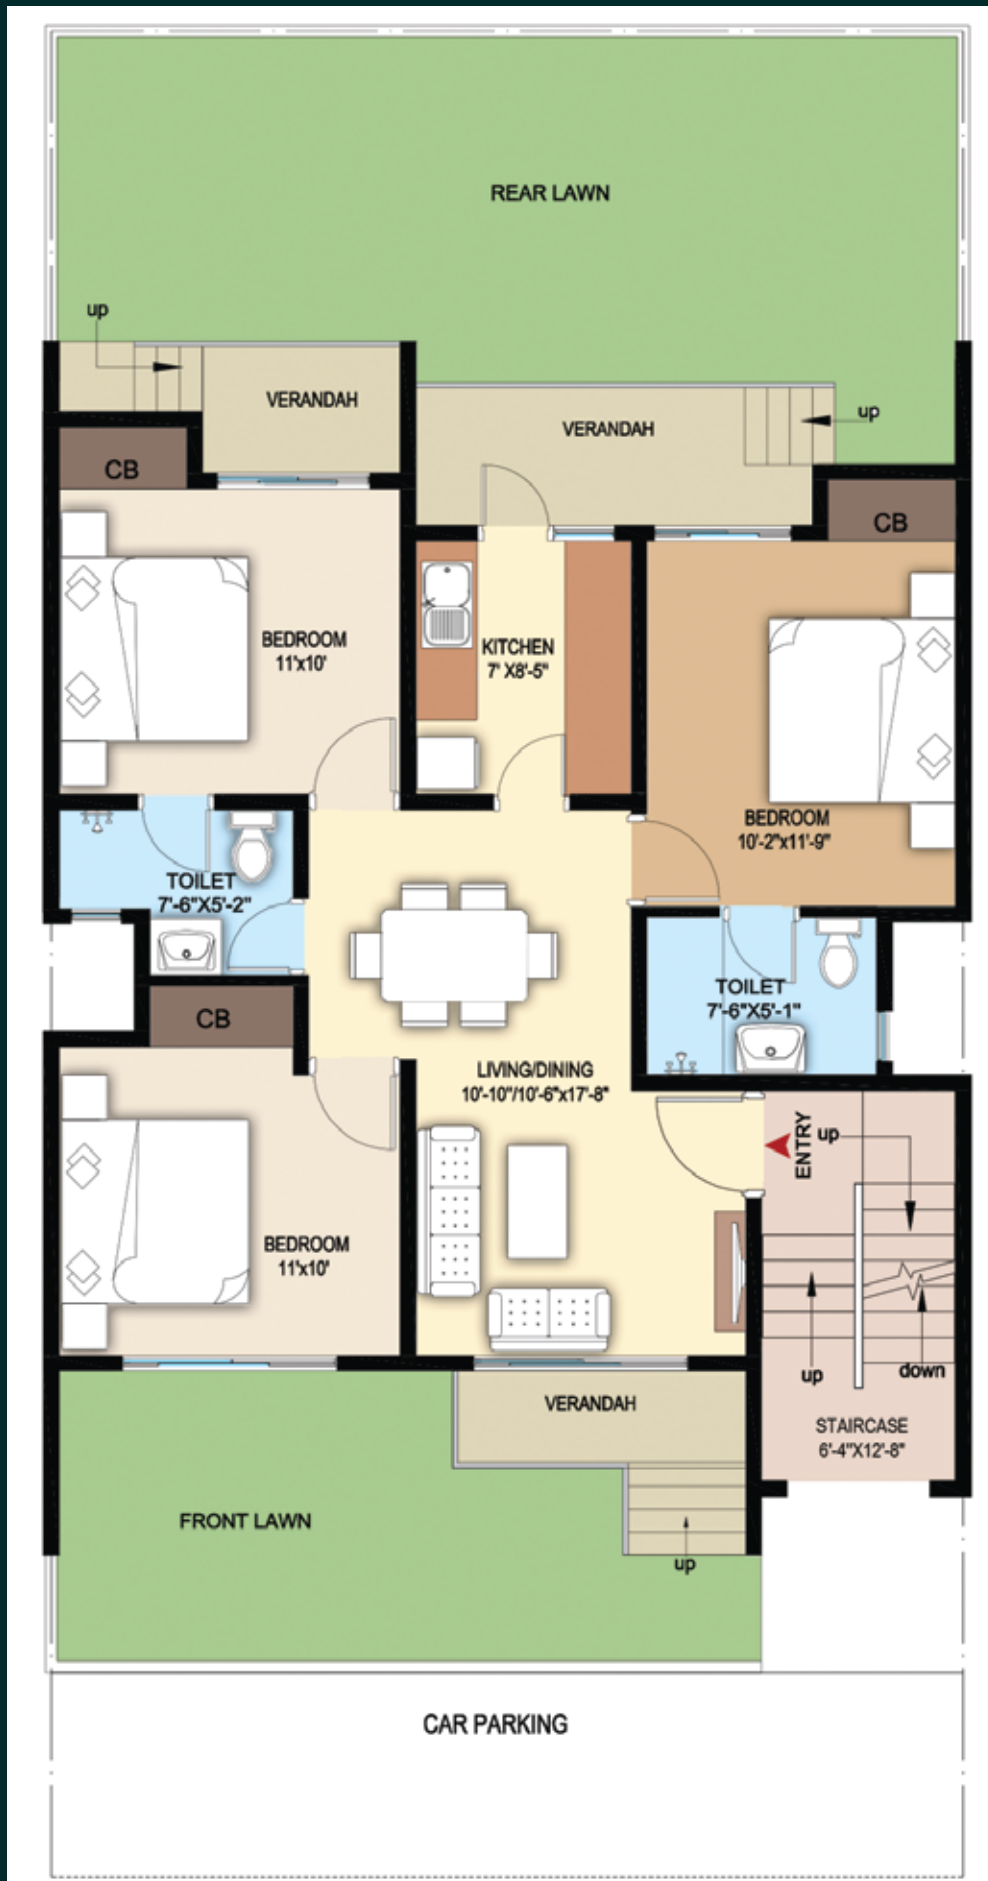 REAR LAWN
up
VERANDAH
VERANDAH
up
CB
CB
BEDROOM
11'x10'
KITCHEN
7' X8'-5"
BEDROOM
10'-2"x11'-9"
TOILET
7'-6"X5'-2"
TOILET
7'-6"X5'-1"
CB
LIVING/DINING
10'-10"/10'-6"x17'-8"
ENTRY
up
BEDROOM
11'x10'
up
down
VERANDAH
STAIRCASE
6'-4"X12'-8"
FRONT LAWN
up
CAR PARKING